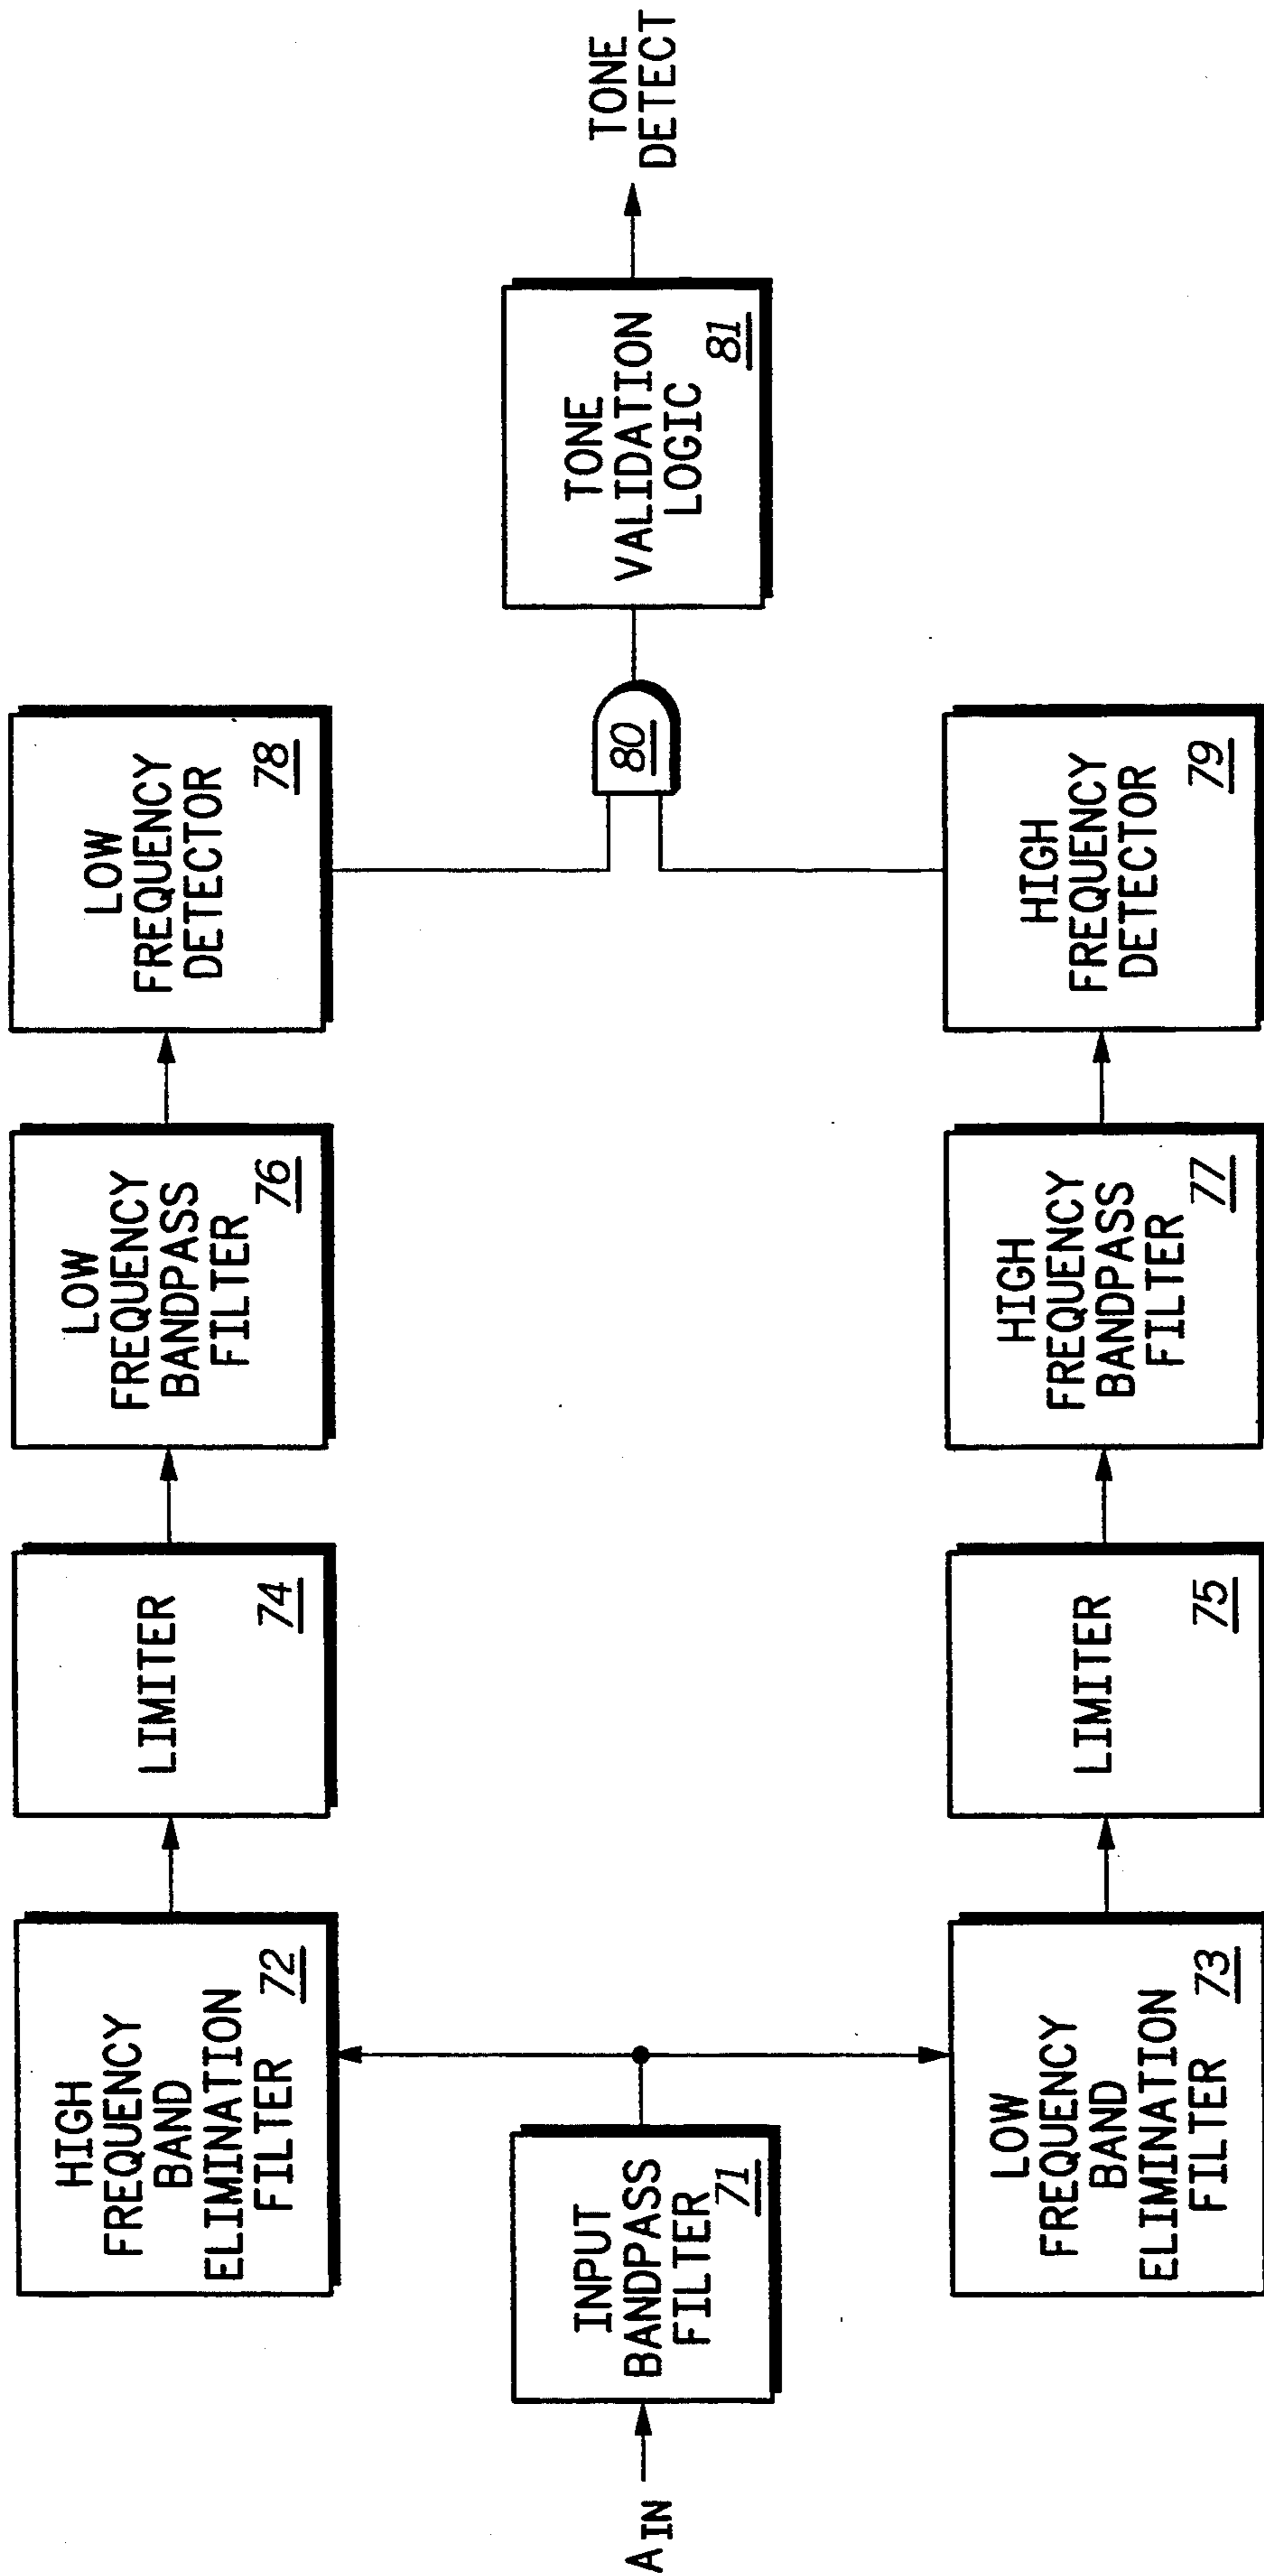 A IN
INPUT
BANDPASS
FILTER
71
HIGH
FREQUENCY
BAND
ELIMINATION
FILTER
72
LIMITER
74
LOW
FREQUENCY
BANDPASS
FILTER
76
LOW
FREQUENCY
DETECTOR
78
LOW
FREQUENCY
BAND
ELIMINATION
FILTER
73
LIMITER
75
HIGH
FREQUENCY
BANDPASS
FILTER
77
HIGH
FREQUENCY
DETECTOR
79
80
TONE
VALIDATION
LOGIC
81
TONE
DETECT